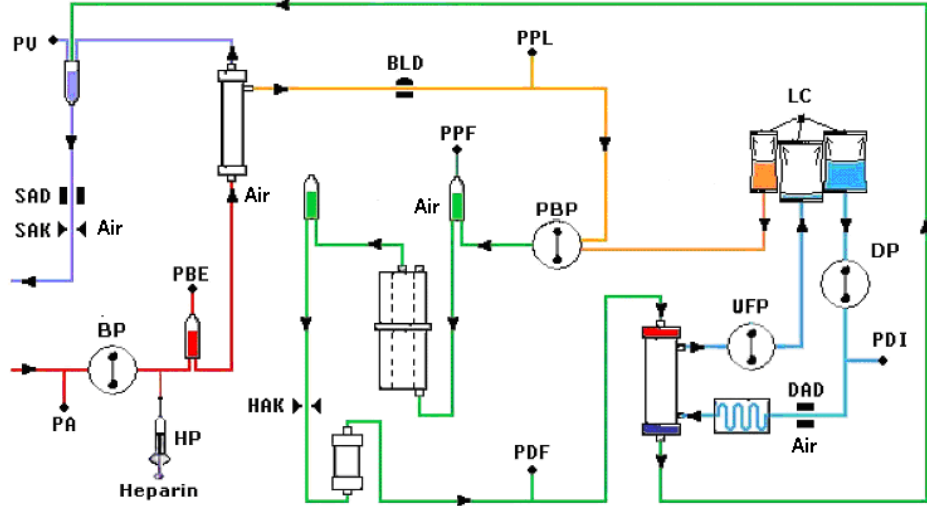 PV
BLD
PPL
LC
PPF
SAD
Air
Air
SAK
Air
PBP
DP
PBE
BP
UFP
PDI
PA
HP
HAK
DAD
Air
PDF
Heparin